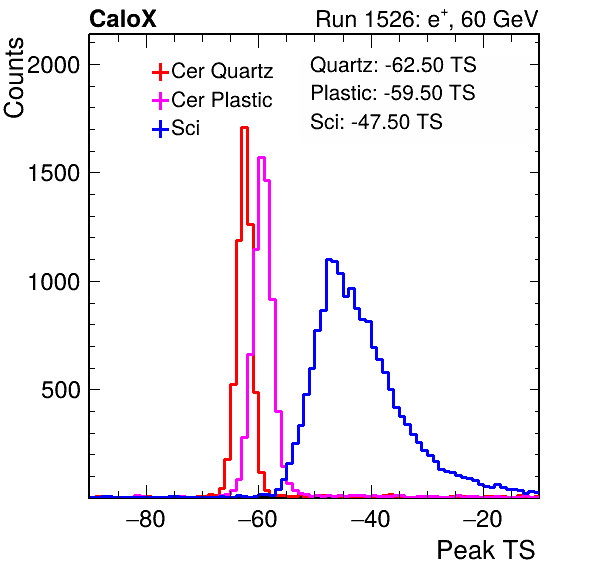 CaloX Run 1526: e⁺, 60 GeV
Counts
2000
1500
1000
500
Cer Quartz
Cer Plastic
Sci
Quartz: -62.50 TS
Plastic: -59.50 TS
Sci: -47.50 TS
−80 −60 −40 −20
Peak TS